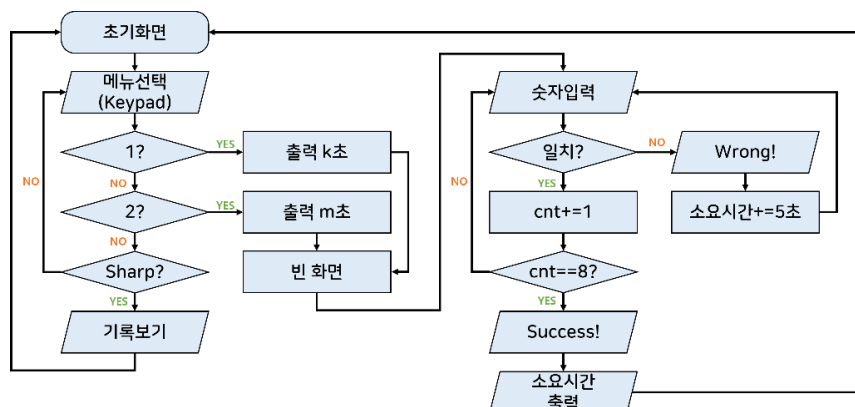 초기화면
메뉴선택
(Keypad)
1?
YES
출력 k초
NO
NO
2?
YES
출력 m초
NO
Sharp?
빈 화면
YES
기록보기
숫자입력
NO
일치?
NO
Wrong!
YES
cnt+=1
소요시간+=5초
cnt==8?
YES
Success!
소요시간
출력